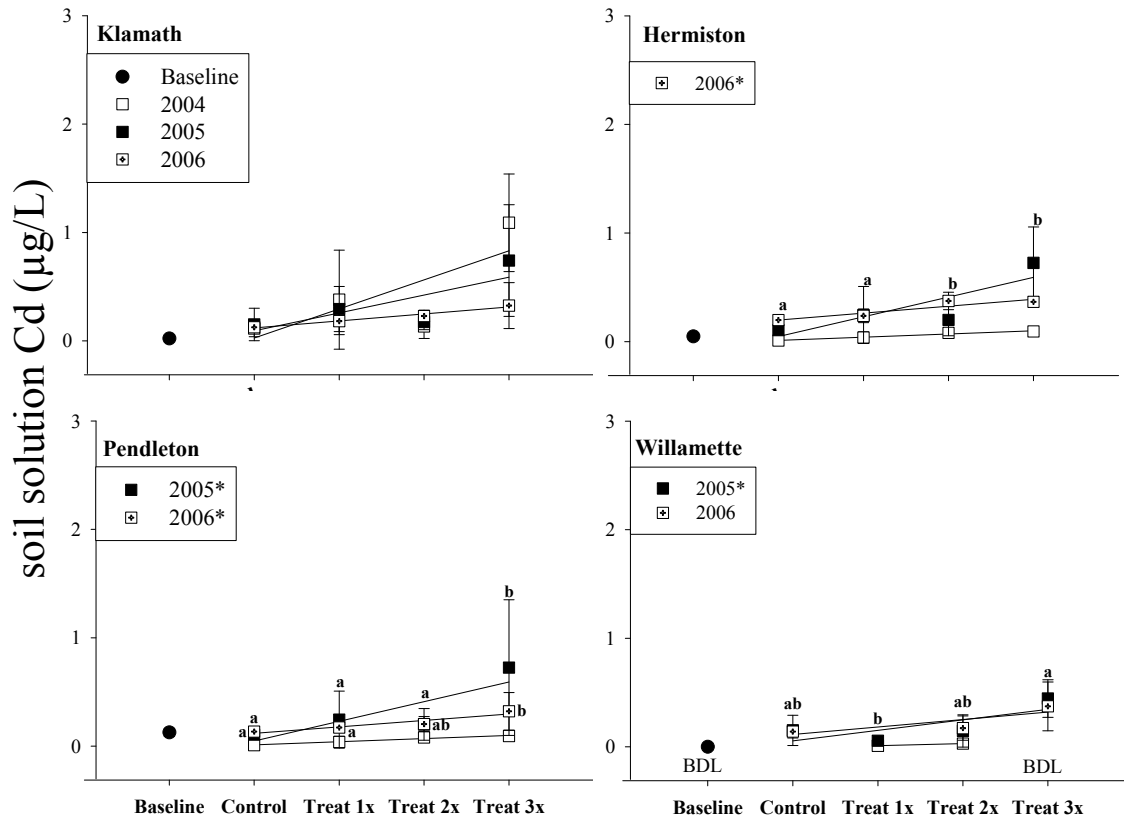 soil solution Cd (µg/L)
3
Klamath
Baseline
2004
2005
2006
2
1
0
3
Hermiston
2006*
2
1
0
a
a
b
b
3
Pendleton
2005*
2006*
2
1
0
a
a
a
a
a
ab
b
b
Baseline
Control
Treat 1x
Treat 2x
Treat 3x
3
Willamette
2005*
2006
2
1
0
ab
b
ab
a
BDL
BDL
Baseline
Control
Treat 1x
Treat 2x
Treat 3x